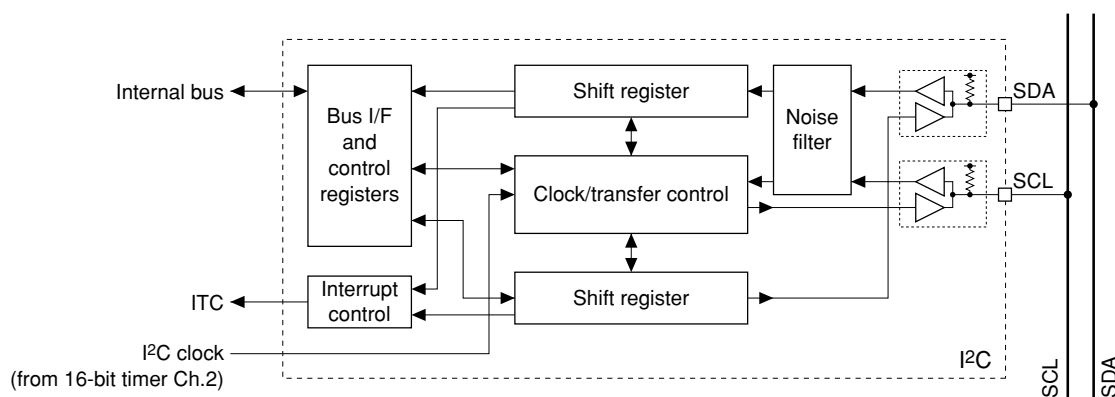 Internal bus
Bus I/F
and
control
registers
Shift register
Noise
filter
SDA
Clock/transfer control
SCL
Interrupt
control
Shift register
ITC
I²C clock
(from 16-bit timer Ch.2)
I²C
SCL
SDA